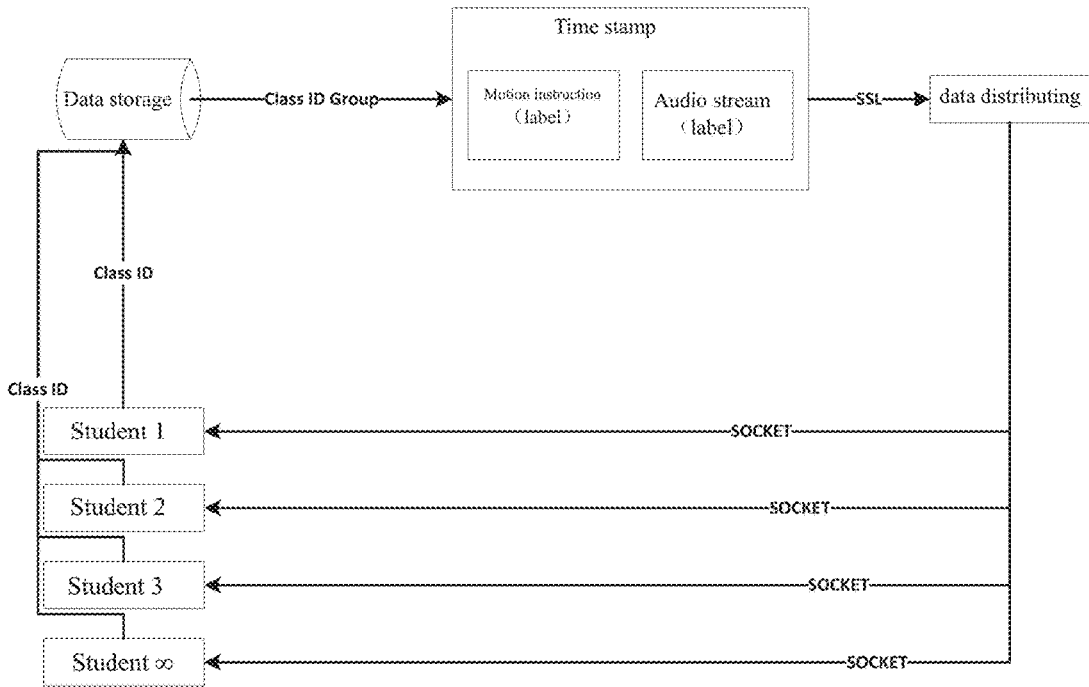 Time stamp
Data storage
Class ID Group
Motion instruction
（label）
Audio stream
（label）
SSL
data distributing
Class ID
Class ID
Student 1
SOCKET
Student 2
SOCKET
Student 3
SOCKET
Student ∞
SOCKET